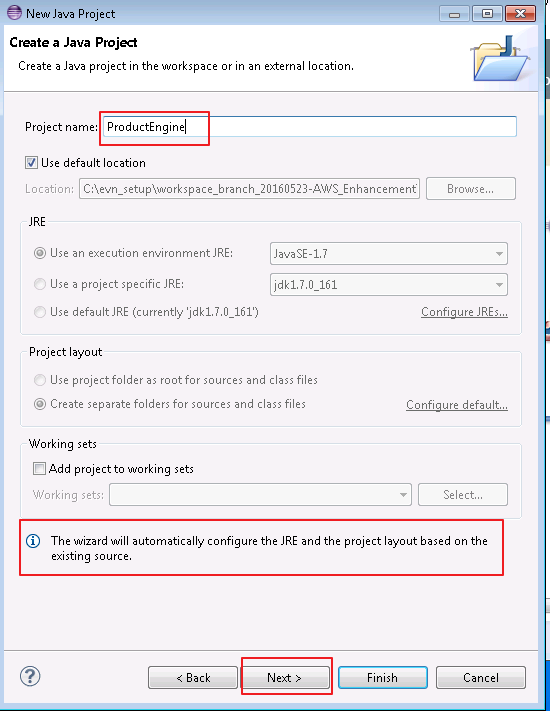 New Java Project
Create a Java Project
Create a Java project in the workspace or in an external location.
Project name: ProductEngine
Use default location
Location: C:\evn_setup\workspace_branch_20160523-AWS_Enhancement Browse...
JRE
Use an execution environment JRE: JavaSE-1.7
Use a project specific JRE: jdk1.7.0_161
Use default JRE (currently 'jdk1.7.0_161') Configure JREs...
Project layout
Use project folder as root for sources and class files
Create separate folders for sources and class files Configure default...
Working sets
Add project to working sets
Working sets: Select...
The wizard will automatically configure the JRE and the project layout based on the
existing source.
? < Back Next > Finish Cancel